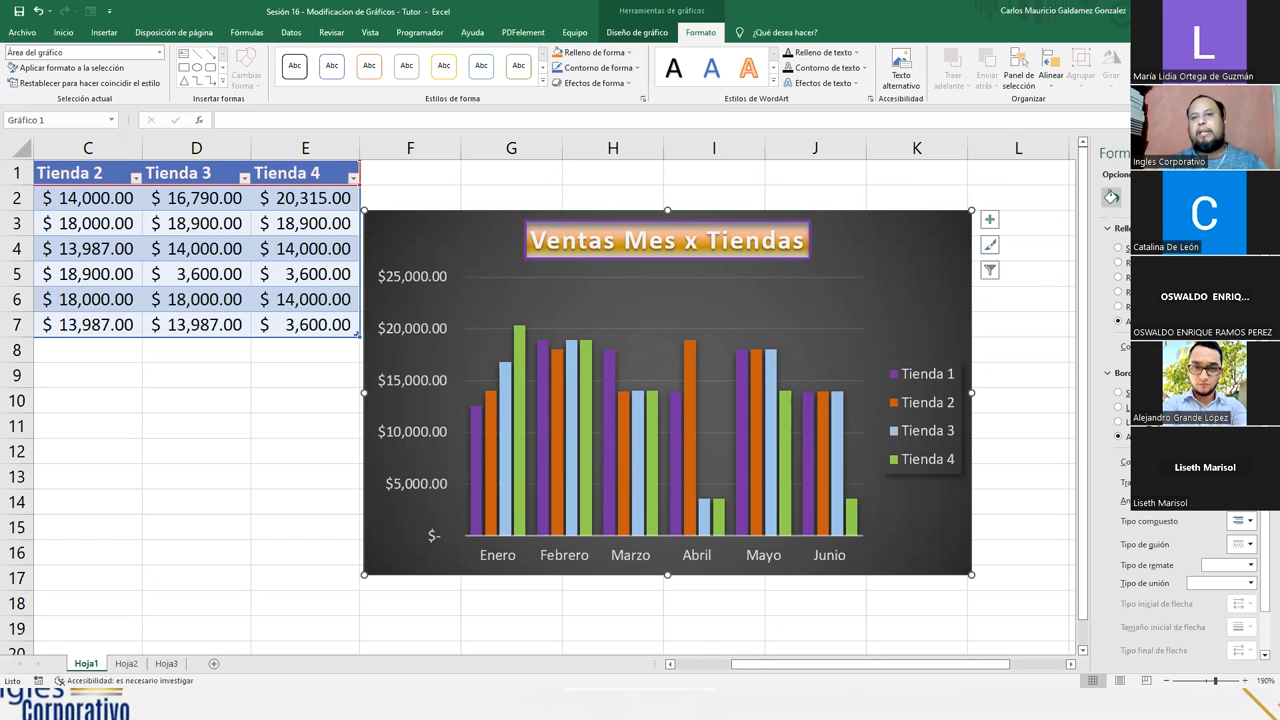 Sesión 16 - Modificacion de Gráficos - Tutor - Excel
Herramientas de gráficos
Carlos Mauricio Galdamez Gonzalez
Archivo Inicio Insertar Disposición de página Fórmulas Datos Revisar Vista Programador Ayuda PDFelement Equipo Diseño de gráfico Formato ¿Qué desea hacer?
Área del gráfico
Aplicar formato a la selección
Restablecer para hacer coincidir el estilo
Selección actual
Cambiar forma
Insertar formas
Abc Abc Abc Abc Abc Abc Abc
Relleno de forma
Contorno de forma
Efectos de forma
Estilos de forma
A A A
Relleno de texto
Contorno de texto
Efectos de texto
Estilos de WordArt
Texto alternativo
Accesibilidad
Traer adelante
Enviar atrás
Panel de selección
Alinear
Agrupar
Girar
Organizar
Gráfico 1
fx
C D E F G H I J K L
1 Tienda 2 Tienda 3 Tienda 4
2 $ 14,000.00 $ 16,790.00 $ 20,315.00
3 $ 18,000.00 $ 18,900.00 $ 18,900.00
4 $ 13,987.00 $ 14,000.00 $ 14,000.00
5 $ 18,900.00 $ 3,600.00 $ 3,600.00
6 $ 18,000.00 $ 18,000.00 $ 14,000.00
7 $ 13,987.00 $ 13,987.00 $ 3,600.00
8
9
10
11
12
13
14
15
16
17
18
19
20
Ventas Mes x Tiendas
$25,000.00
$20,000.00
$15,000.00
$10,000.00
$5,000.00
$-
Enero Febrero Marzo Abril Mayo Junio
Tienda 1
Tienda 2
Tienda 3
Tienda 4
L
María Lidia Ortega de Guzmán
Ingles Corporativo
C
Catalina De León
OSWALDO ENRIQ...
OSWALDO ENRIQUE RAMOS PEREZ
Alejandro Grande López
Liseth Marisol
Liseth Marisol
Tipo compuesto
Tipo de guión
Tipo de remate
Tipo de unión
Tipo inicial de flecha
Tamaño inicial de flecha
Tipo final de flecha
Hoja1 Hoja2 Hoja3
Listo
Accesibilidad: es necesario investigar
190%
Corporativo